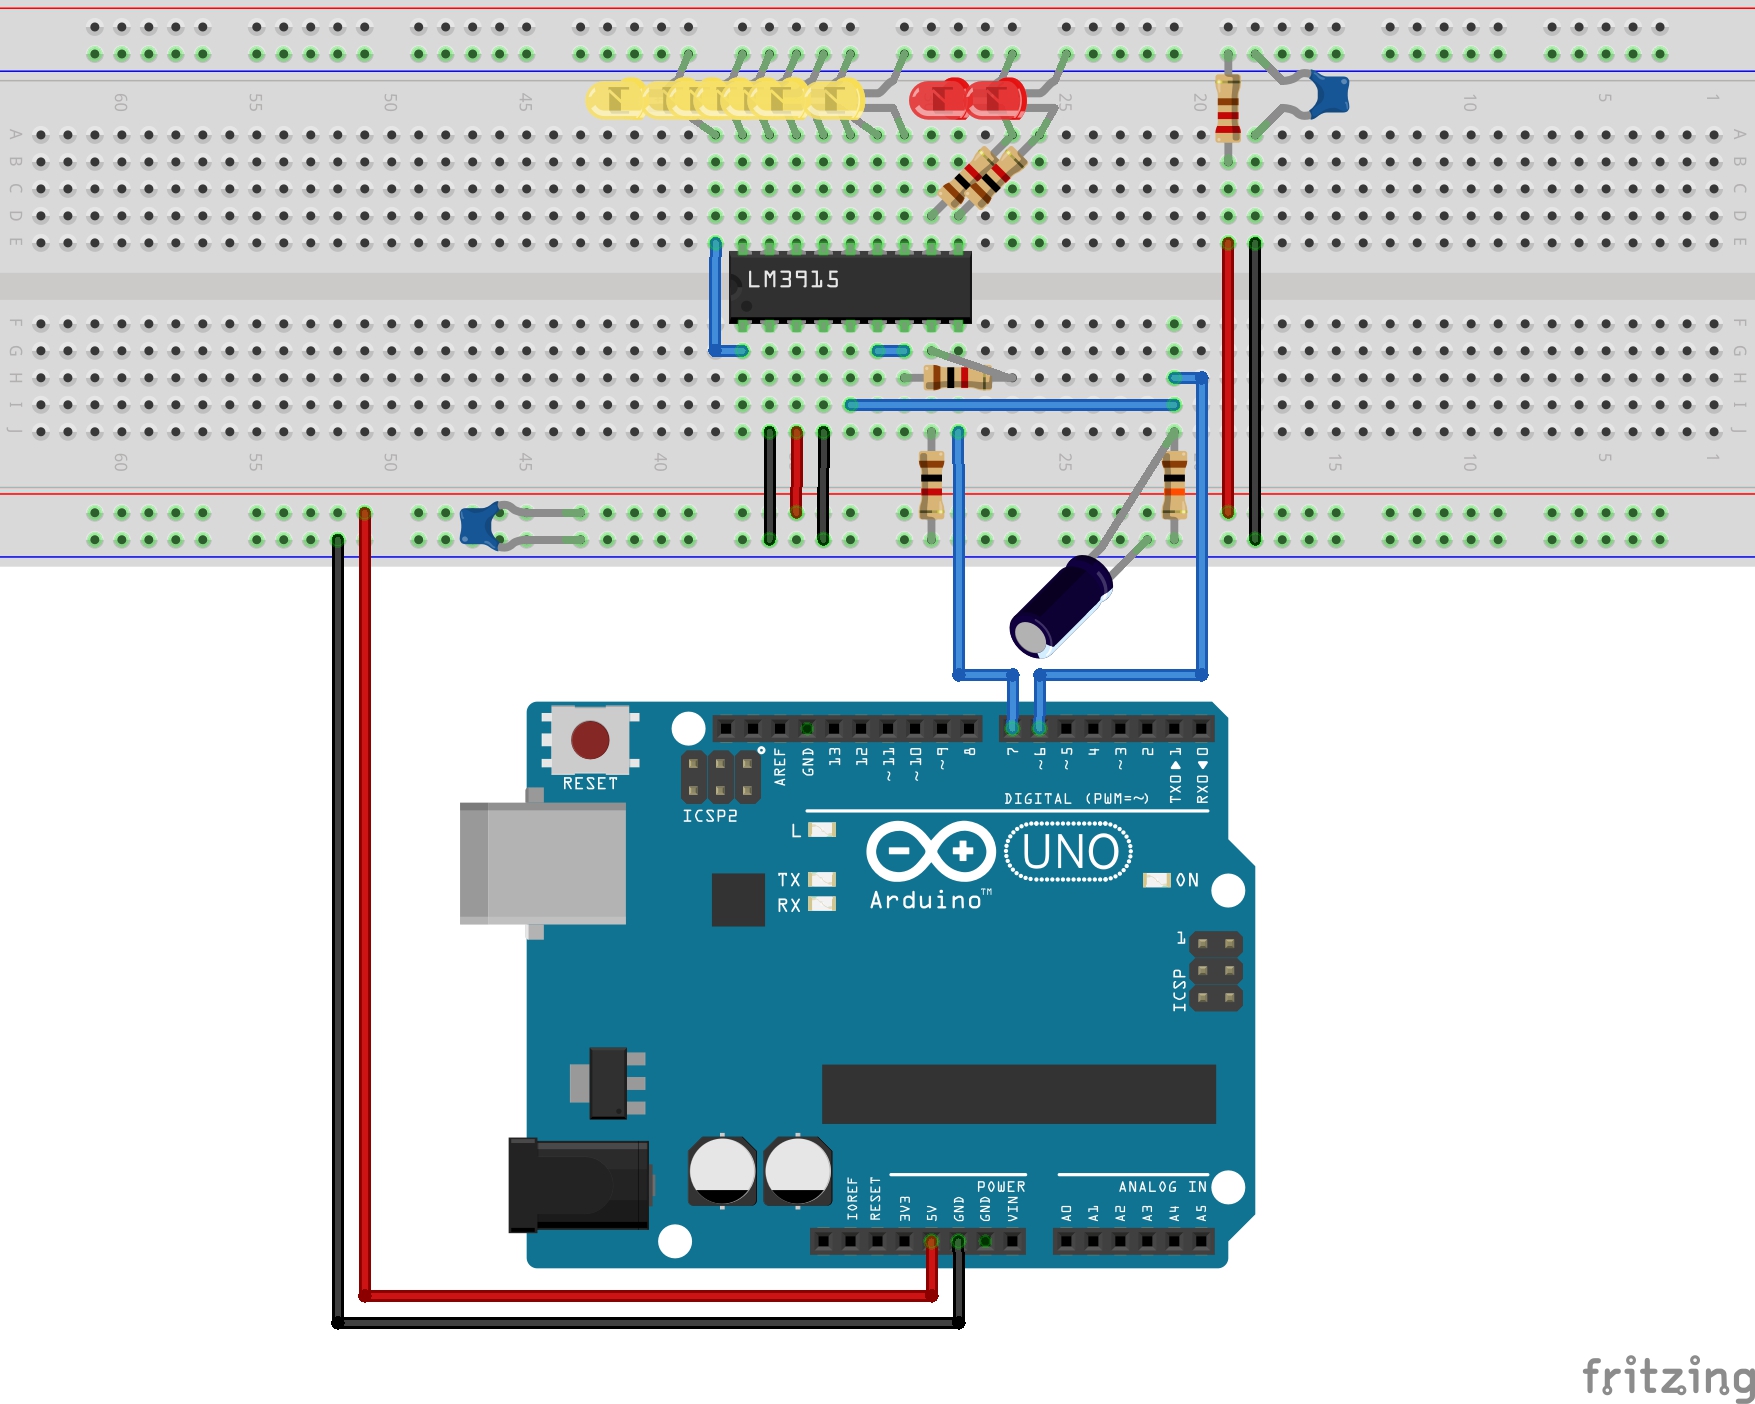 60 55 50 45 40 25 20 10 5 1
A A
B B
C C
D D
E E
LM3915
F F
G G
H H
I I
J J
60 55 50 45 40 25 15 10 5 1
RESET
ICSP2
AREF
GND
13
12
~11
~10
~9
8
7
~6
~5
4
~3
2
TX0▶1
RX0◀0
DIGITAL (PWM=~)
L
TX
RX
UNO
Arduino™
ON
1
ICSP
IOREF
RESET
3V3
5V
GND
GND
VIN
POWER
A0
A1
A2
A3
A4
A5
ANALOG IN
fritzing